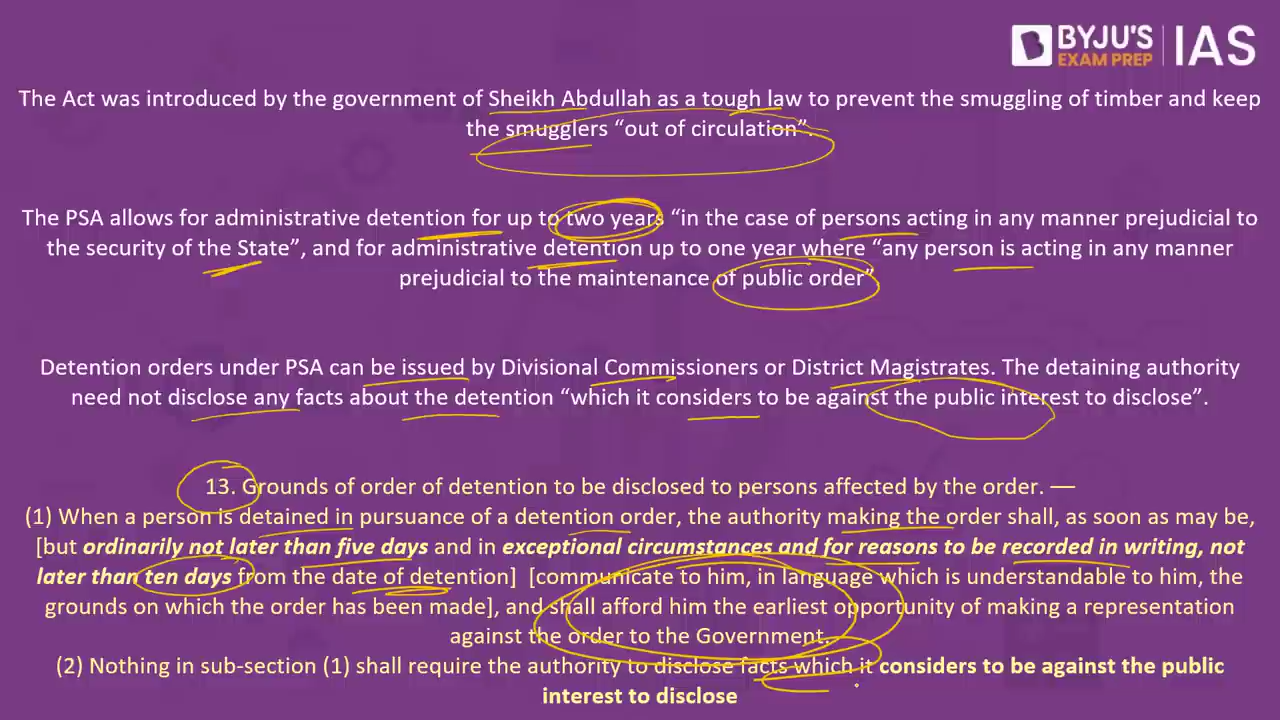 BYJU'S
EXAM PREP
IAS
The Act was introduced by the government of Sheikh Abdullah as a tough law to prevent the smuggling of timber and keep
the smugglers “out of circulation”.
The PSA allows for administrative detention for up to two years “in the case of persons acting in any manner prejudicial to
the security of the State”, and for administrative detention up to one year where “any person is acting in any manner
prejudicial to the maintenance of public order”
Detention orders under PSA can be issued by Divisional Commissioners or District Magistrates. The detaining authority
need not disclose any facts about the detention “which it considers to be against the public interest to disclose”.
13. Grounds of order of detention to be disclosed to persons affected by the order. —
(1) When a person is detained in pursuance of a detention order, the authority making the order shall, as soon as may be,
[but ordinarily not later than five days and in exceptional circumstances and for reasons to be recorded in writing, not
later than ten days from the date of detention] [communicate to him, in language which is understandable to him, the
grounds on which the order has been made], and shall afford him the earliest opportunity of making a representation
against the order to the Government.
(2) Nothing in sub-section (1) shall require the authority to disclose facts which it considers to be against the public
interest to disclose